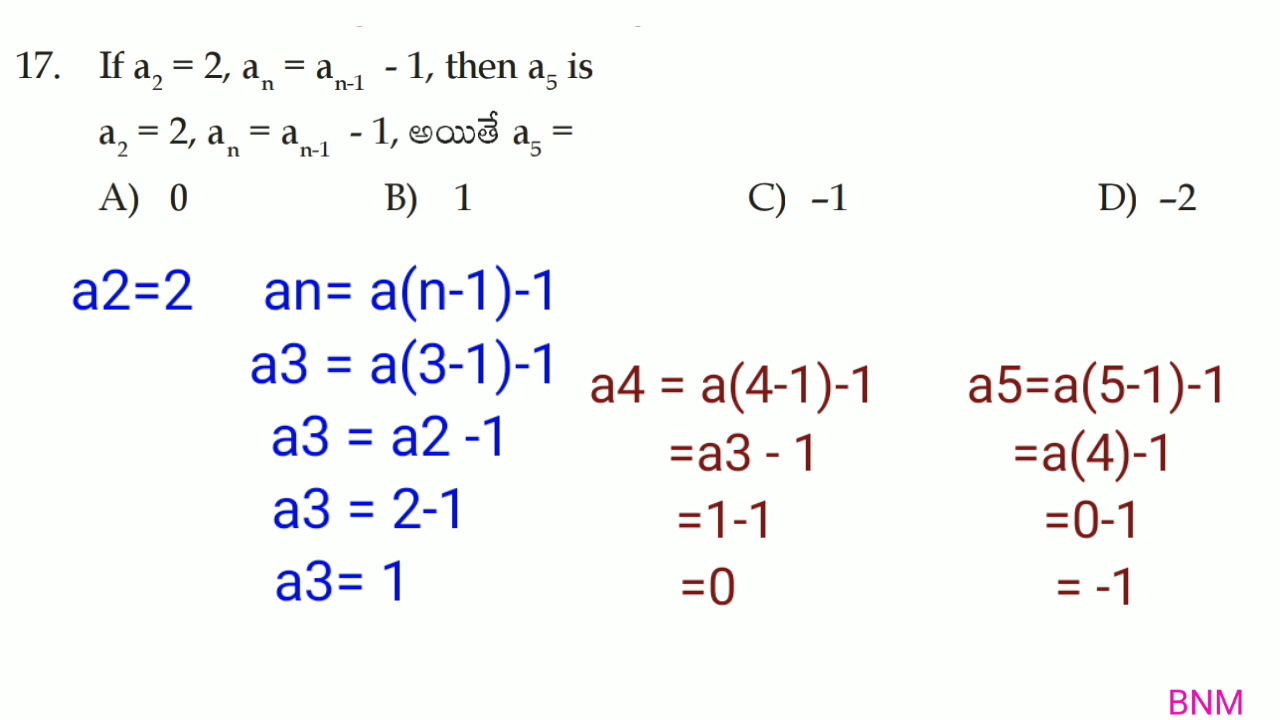 17. If a₂ = 2, aₙ = aₙ₋₁ - 1, then a₅ is
a₂ = 2, aₙ = aₙ₋₁ - 1, అయితే a₅ =
A) 0 B) 1 C) –1 D) –2
a2=2 an= a(n-1)-1
a3 = a(3-1)-1
a3 = a2 -1
a3 = 2-1
a3= 1
a4 = a(4-1)-1
=a3 - 1
=1-1
=0
a5=a(5-1)-1
=a(4)-1
=0-1
= -1
BNM